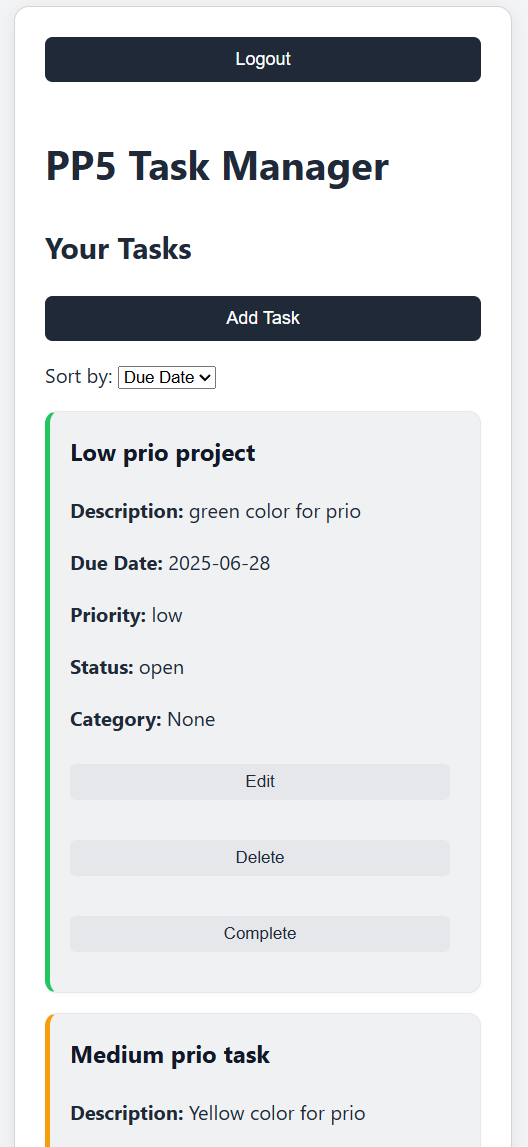 Logout
PP5 Task Manager
Your Tasks
Add Task
Sort by: Due Date
Low prio project
Description: green color for prio
Due Date: 2025-06-28
Priority: low
Status: open
Category: None
Edit
Delete
Complete
Medium prio task
Description: Yellow color for prio